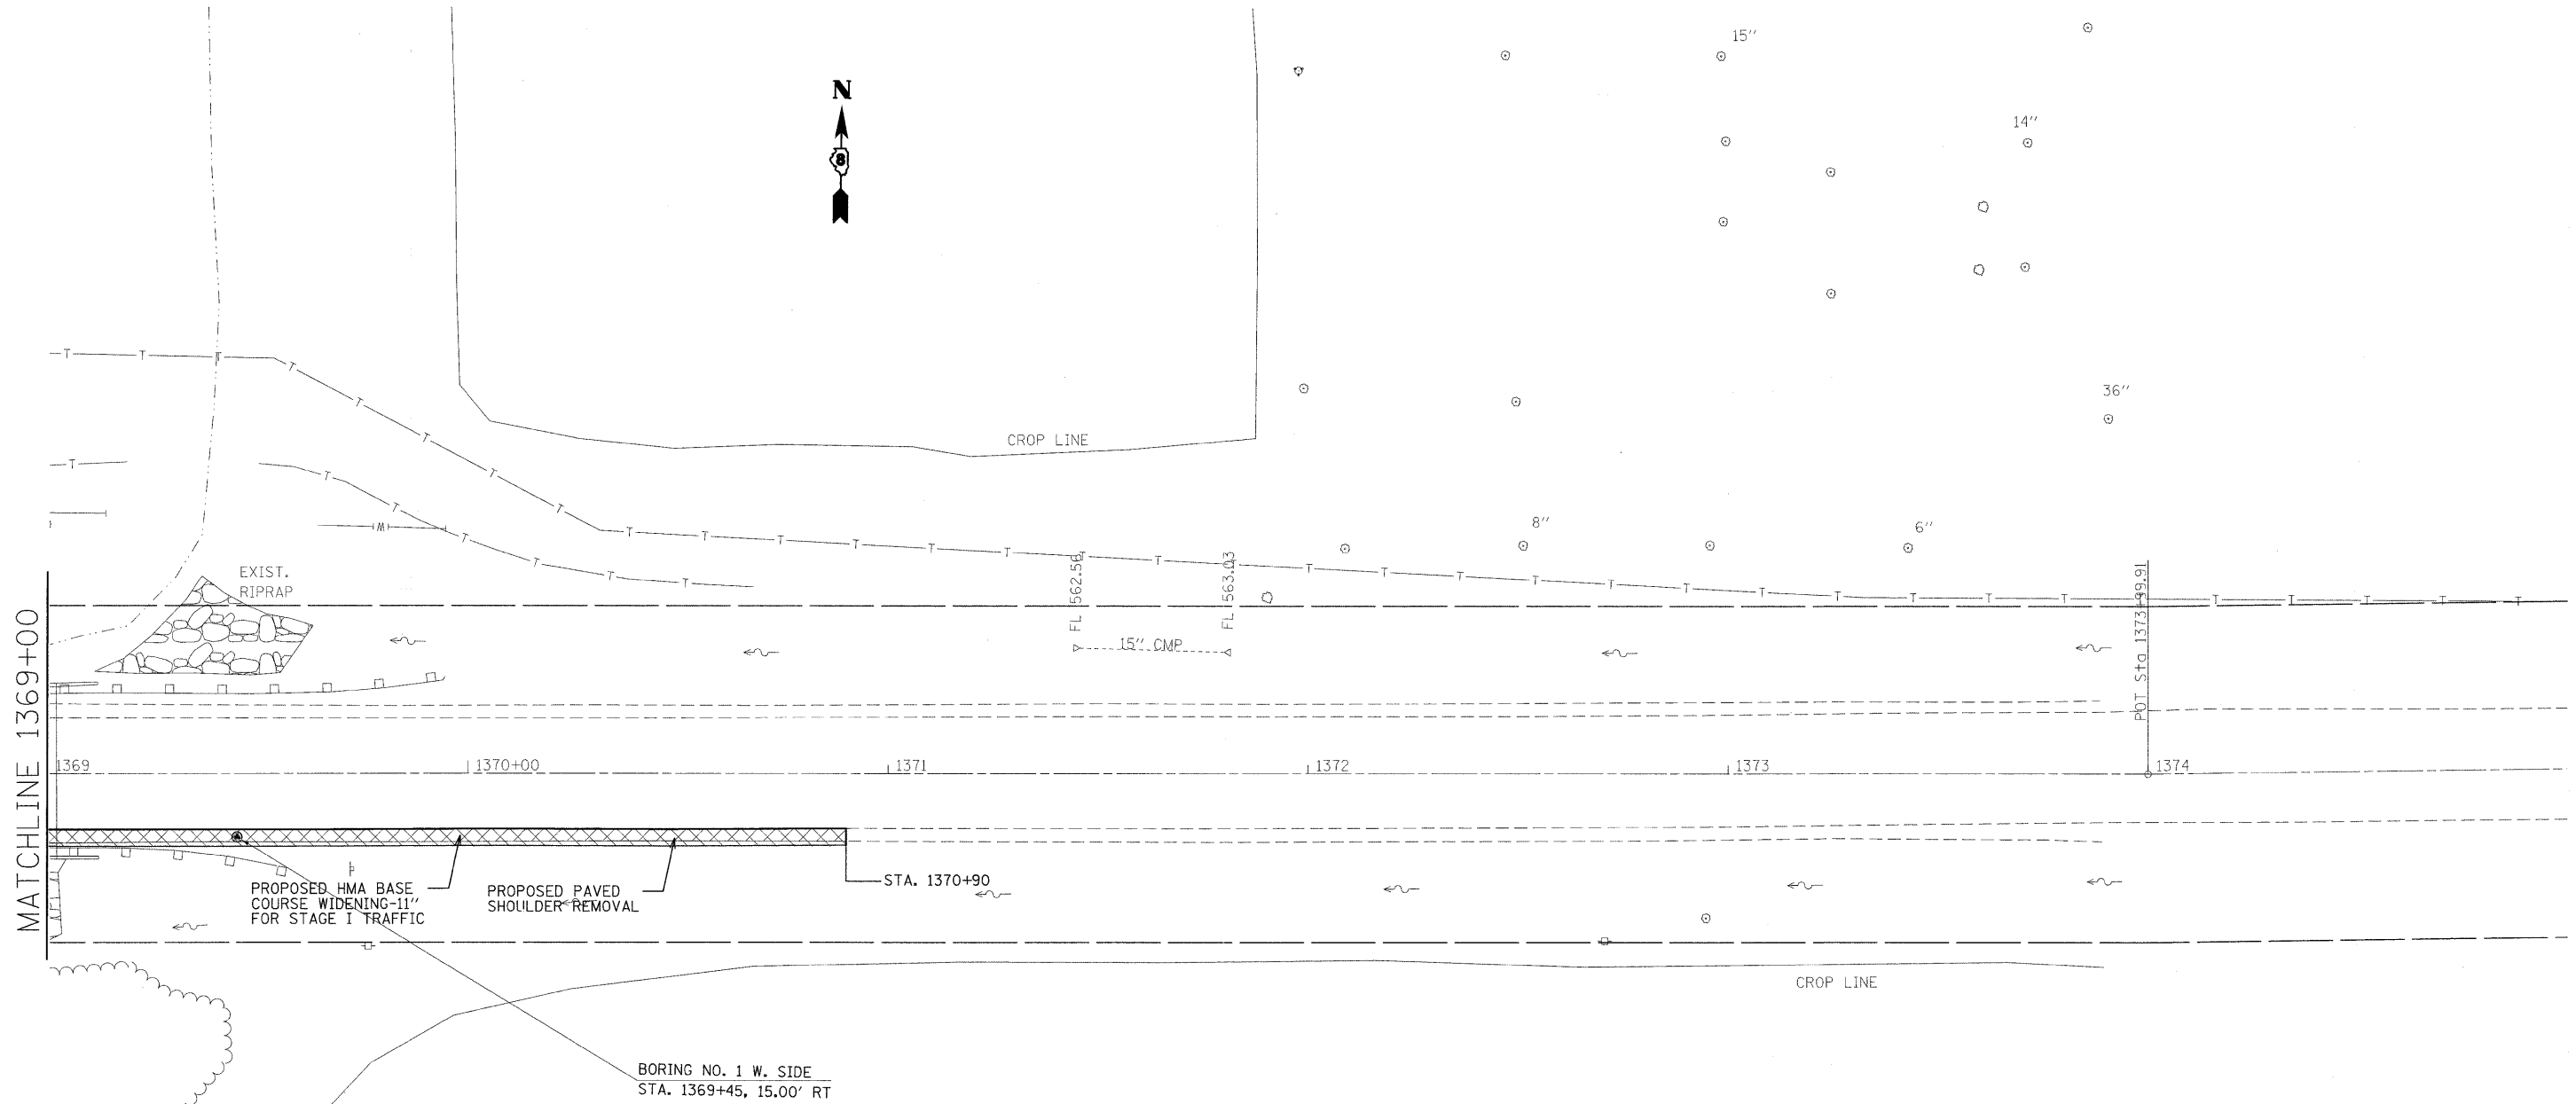 15"
N
14"
8
36"
CROP LINE
T T T T T T T T T T T T T T T T T T T T T T T T T T T T T T
T T T T T T T T
W
8"
6"
EXIST.
RIPRAP
FL 562.56
FL 563.03
15" CMP
POT Sta 1373+99.91
MATCHLINE 1369+00
1369
1370+00
1371
1372
1373
1374
PROPOSED HMA BASE
COURSE WIDENING-11"
FOR STAGE I TRAFFIC
PROPOSED PAVED
SHOULDER REMOVAL
STA. 1370+90
CROP LINE
BORING NO. 1 W. SIDE
STA. 1369+45, 15.00' RT